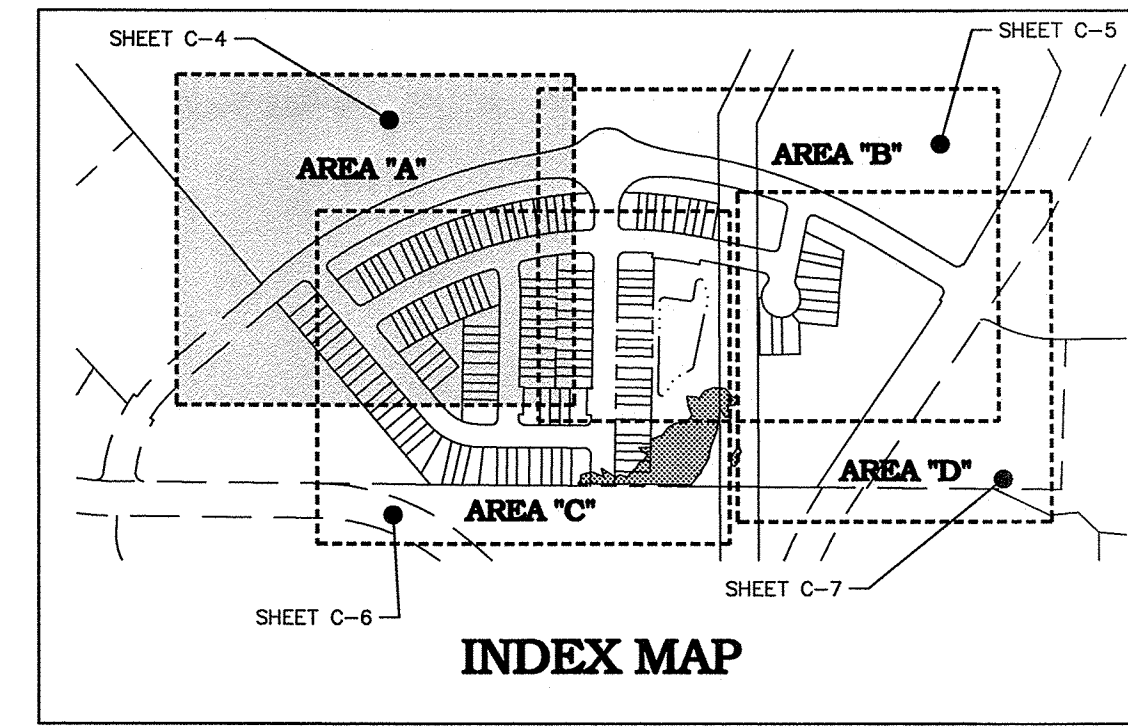 SHEET C-4
SHEET C-5
AREA "A"
AREA "B"
AREA "D"
AREA "C"
SHEET C-7
SHEET C-6
INDEX MAP